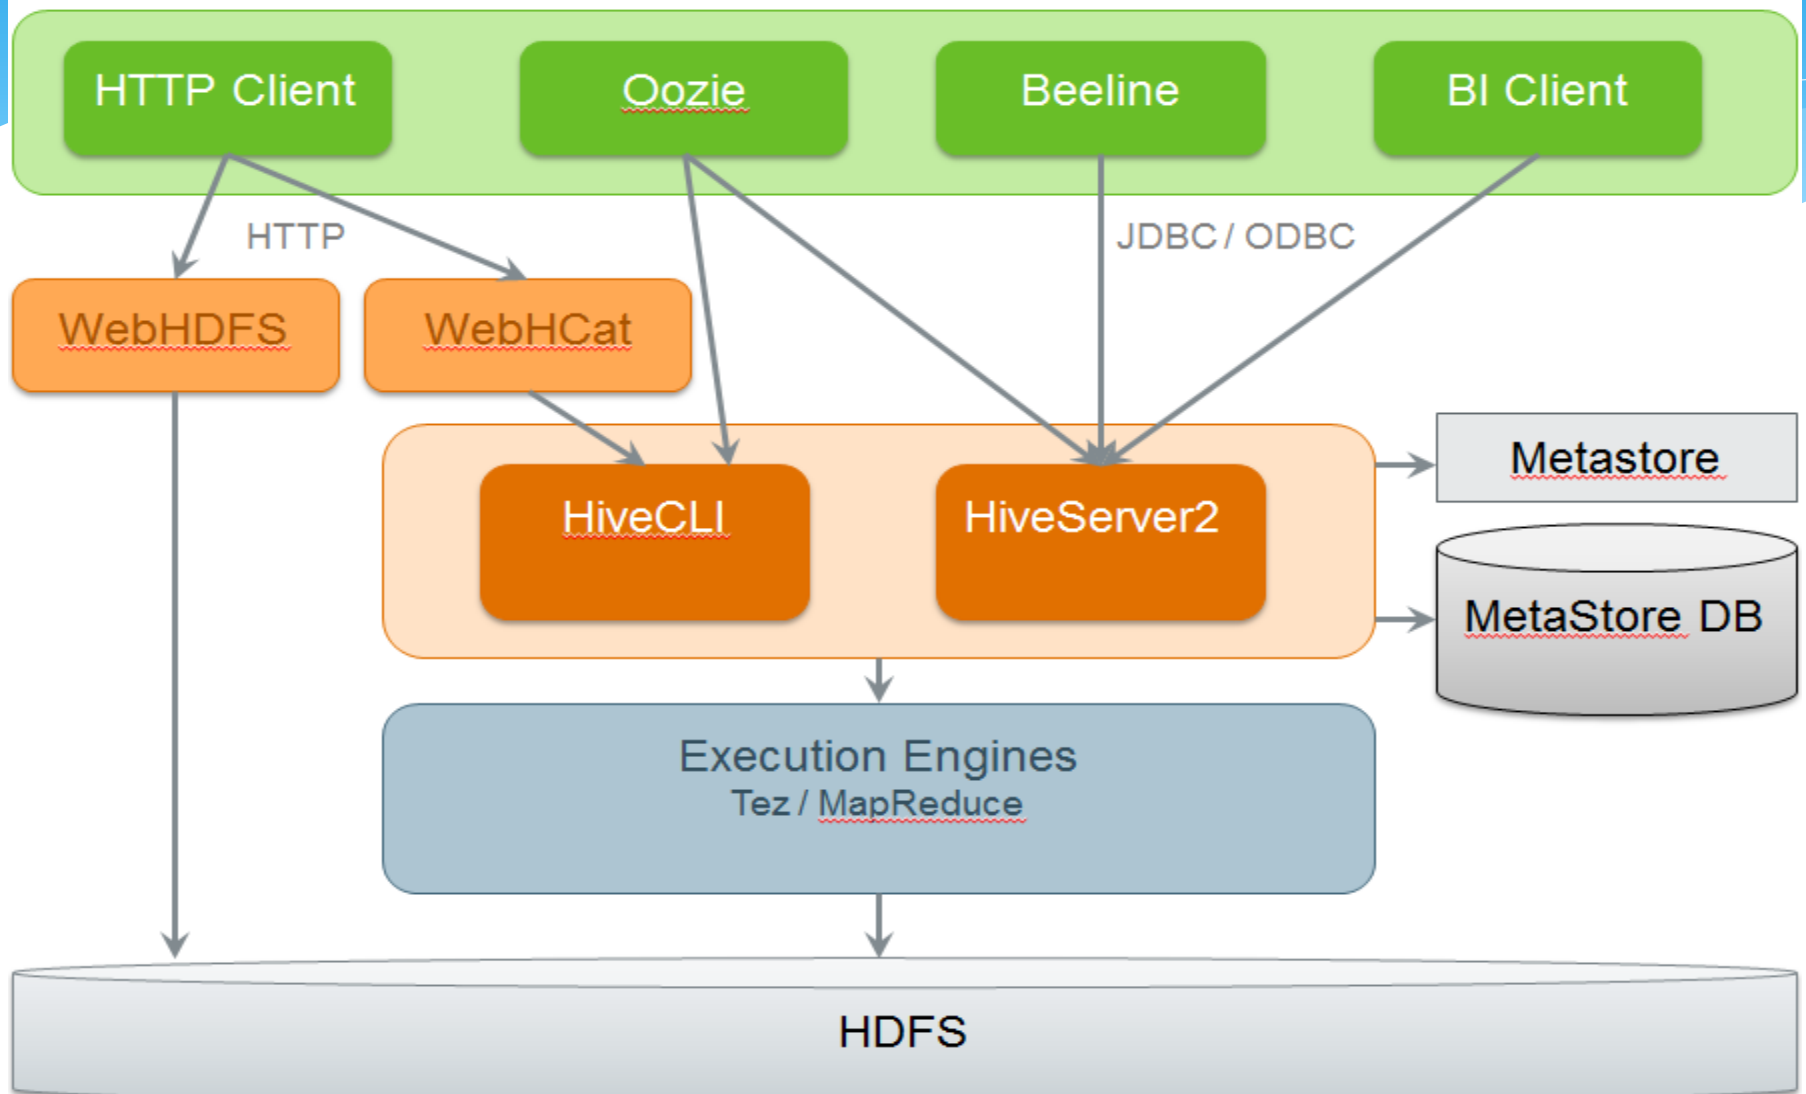 HTTP Client
Oozie
Beeline
BI Client
HTTP
JDBC / ODBC
WebHDFS
WebHCat
HiveCLI
HiveServer2
Metastore
MetaStore DB
Execution Engines
Tez / MapReduce
HDFS